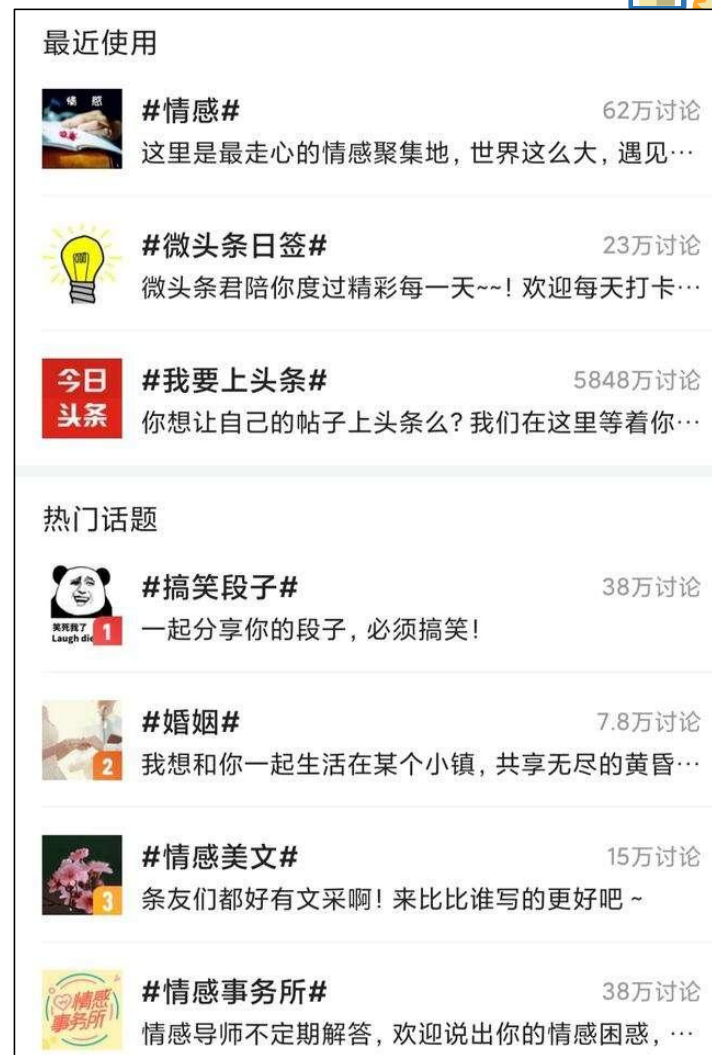 最近使用
情 感
#情感#
62万讨论
这里是最走心的情感聚集地，世界这么大，遇见…
#微头条日签#
23万讨论
微头条君陪你度过精彩每一天~~！欢迎每天打卡…
今日
头条
#我要上头条#
5848万讨论
你想让自己的帖子上头条么？我们在这里等着你…
热门话题
#搞笑段子#
38万讨论
笑死我了
Laugh die
1
一起分享你的段子，必须搞笑！
#婚姻#
7.8万讨论
2
我想和你一起生活在某个小镇，共享无尽的黄昏…
#情感美文#
15万讨论
3
条友们都好有文采啊！来比比谁写的更好吧 ~
情感
事务所
#情感事务所#
38万讨论
情感导师不定期解答，欢迎说出你的情感困惑，…